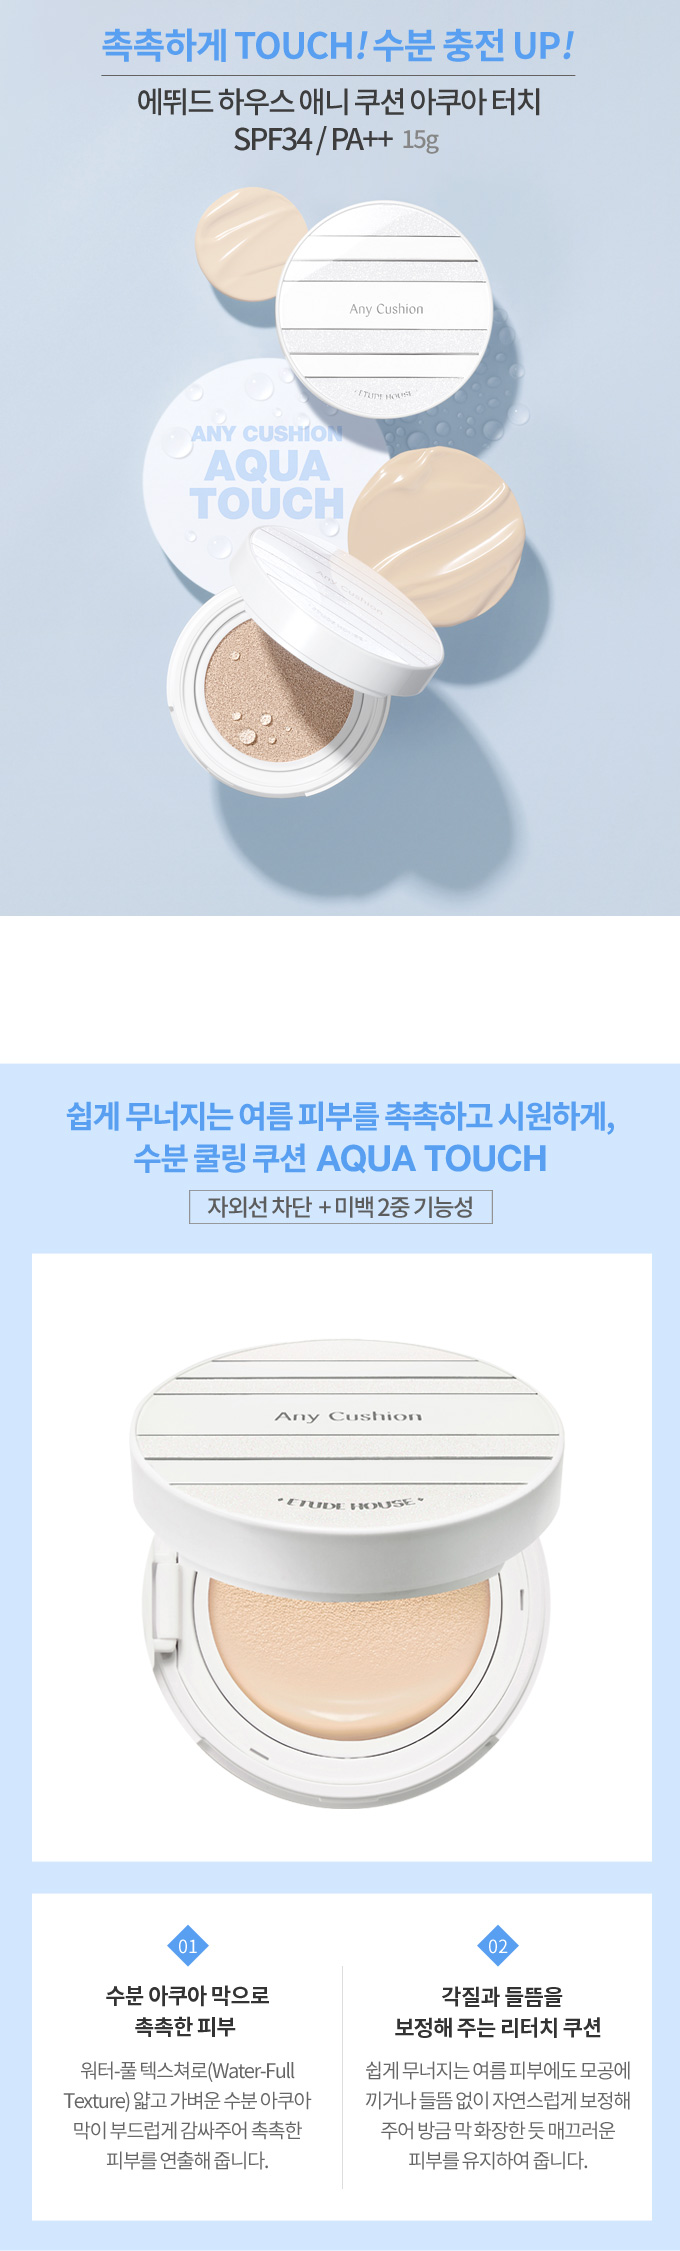 촉촉하게 TOUCH! 수분 충전 UP!
에뛰드 하우스 애니 쿠션 아쿠아 터치
SPF34 / PA++ 15g
Any Cushion
ETUDE HOUSE
ANY CUSHION
AQUA
TOUCH
Any Cushion
쉽게 무너지는 여름 피부를 촉촉하고 시원하게,
수분 쿨링 쿠션 AQUA TOUCH
자외선 차단 + 미백 2중 기능성
Any Cushion
ETUDE HOUSE
01
수분 아쿠아 막으로
촉촉한 피부
워터-풀 텍스쳐로(Water-Full
Texture) 얇고 가벼운 수분 아쿠아
막이 부드럽게 감싸주어 촉촉한
피부를 연출해 줍니다.
02
각질과 들뜸을
보정해 주는 리터치 쿠션
쉽게 무너지는 여름 피부에도 모공에
끼거나 들뜸 없이 자연스럽게 보정해
주어 방금 막 화장한 듯 매끄러운
피부를 유지하여 줍니다.